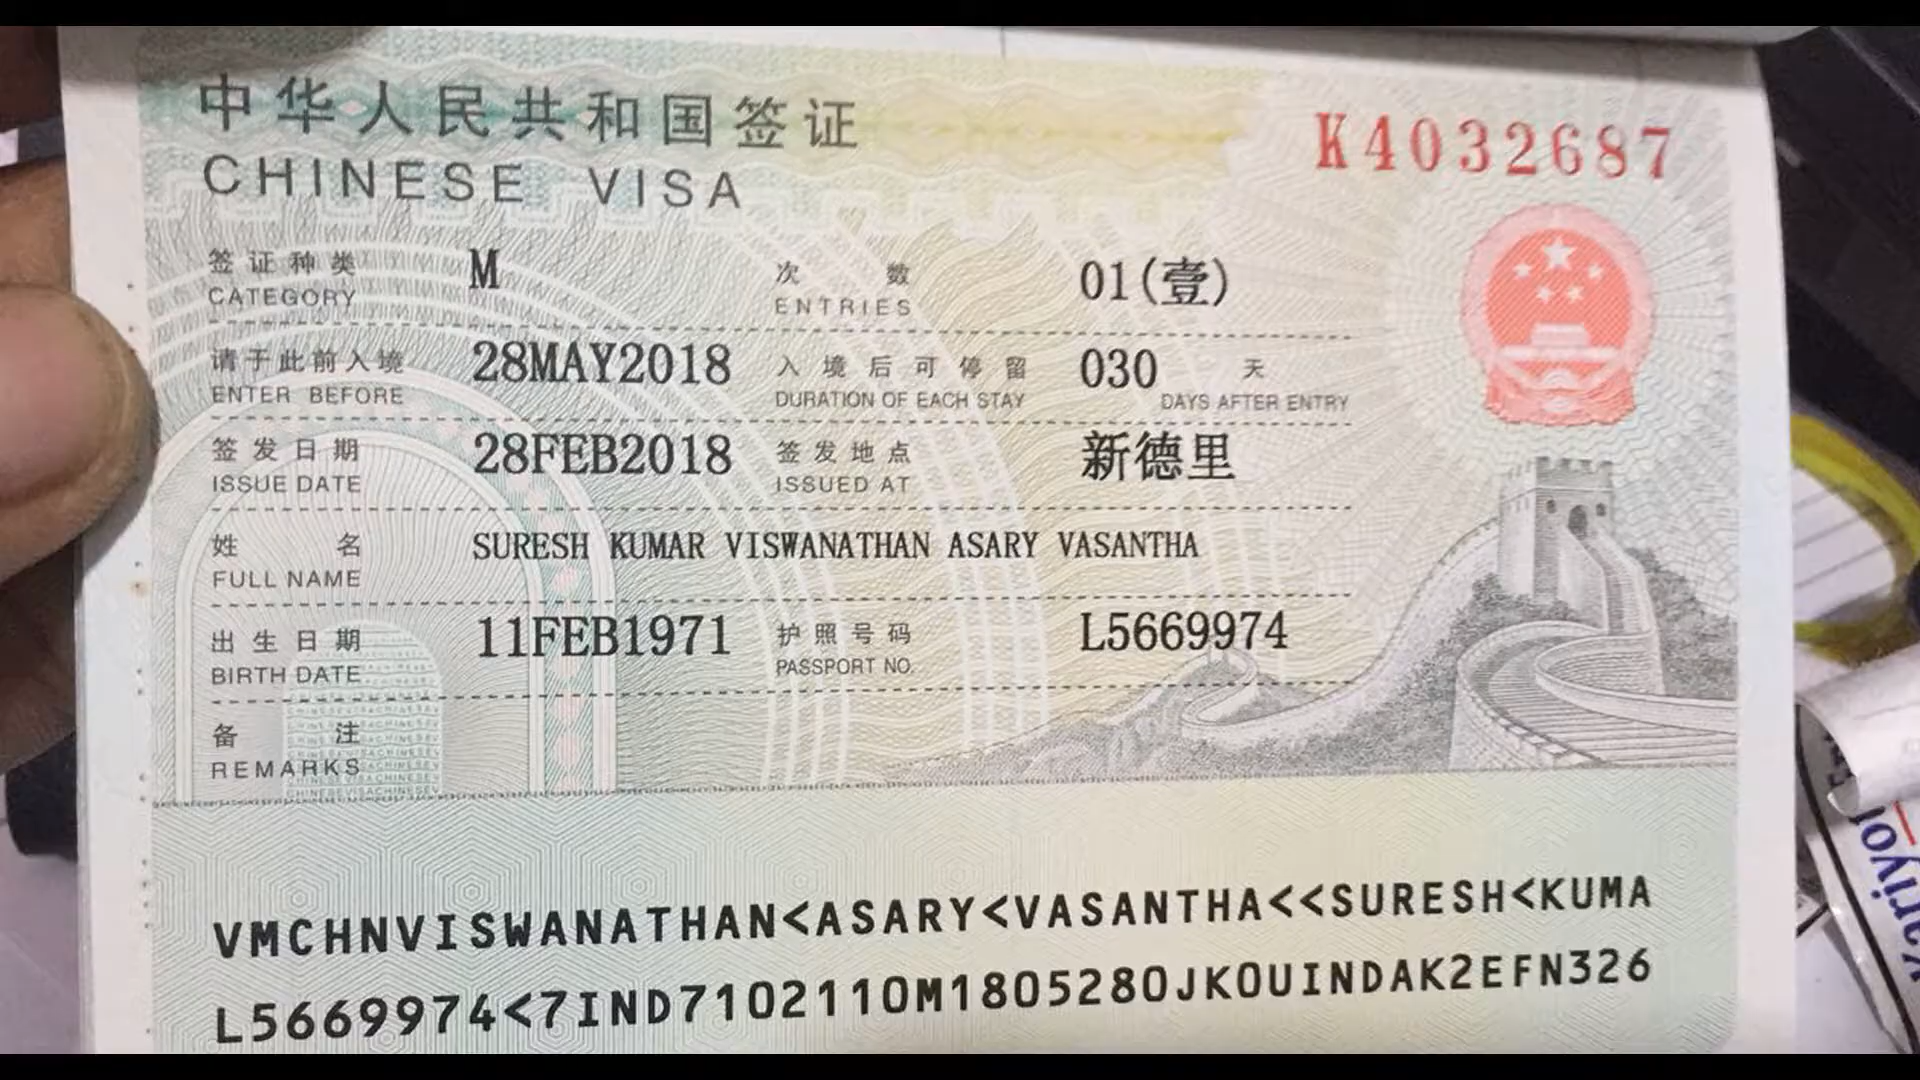 中华人民共和国签证
CHINESE VISA
K4032687
签证种类 M 次数 01(壹)
CATEGORY ENTRIES
请于此前入境 28MAY2018 入境后可停留 030 天
ENTER BEFORE DURATION OF EACH STAY DAYS AFTER ENTRY
签发日期 28FEB2018 签发地点 新德里
ISSUE DATE ISSUED AT
姓名 SURESH KUMAR VISWANATHAN ASARY VASANTHA
FULL NAME
出生日期 11FEB1971 护照号码 L5669974
BIRTH DATE PASSPORT NO.
备注
REMARKS
VMCHNVISWANATHAN<ASARY<VASANTHA<<SURESH<KUMA
L5669974<7IND7102110M1805280JK0UINDAK2EFN326